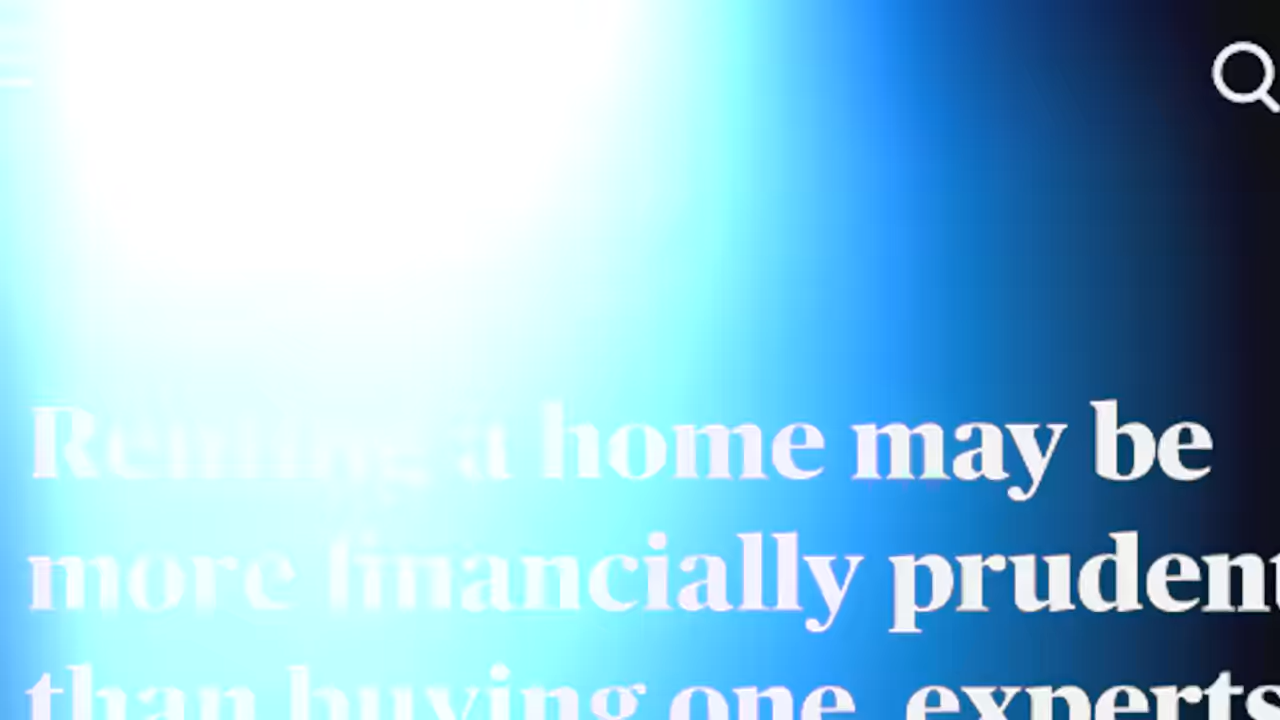 Renting a home may be
more financially prudent
than buying one, experts